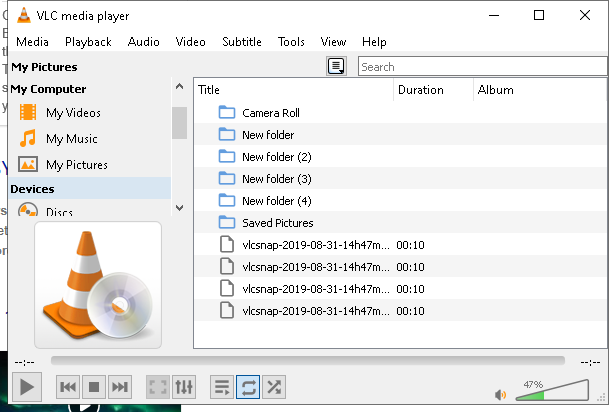 VLC media player
Media Playback Audio Video Subtitle Tools View Help
My Pictures
Search
My Computer
My Videos
My Music
My Pictures
Devices
Discs
Title Duration Album
Camera Roll
New folder
New folder (2)
New folder (3)
New folder (4)
Saved Pictures
vlcsnap-2019-08-31-14h47m... 00:10
vlcsnap-2019-08-31-14h47m... 00:10
vlcsnap-2019-08-31-14h47m... 00:10
vlcsnap-2019-08-31-14h47m... 00:10
--:-- --:--
47%